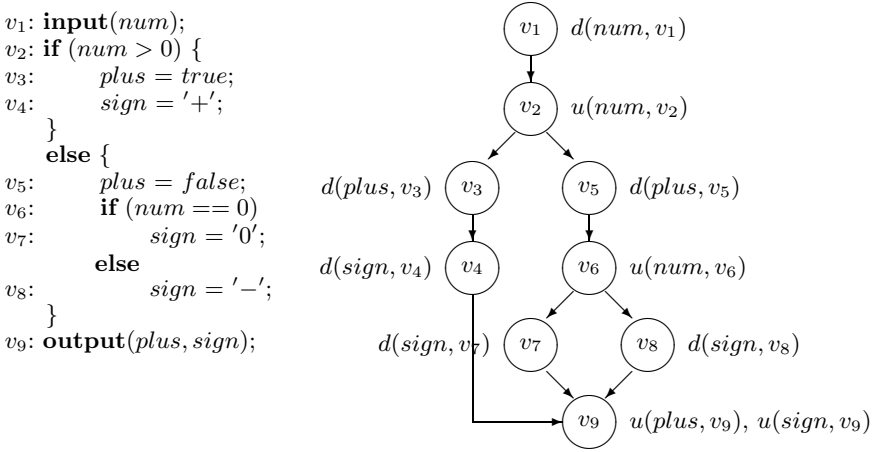 v₁: input(num);
v₂: if (num > 0) {
v₃: plus = true;
v₄: sign = ′+′;
}
else {
v₅: plus = false;
v₆: if (num == 0)
v₇: sign = ′0′;
else
v₈: sign = ′−′;
}
v₉: output(plus, sign);
v₁ d(num, v₁)
v₂ u(num, v₂)
d(plus, v₃) v₃ v₅ d(plus, v₅)
d(sign, v₄) v₄ v₆ u(num, v₆)
d(sign, v₇) v₇ v₈ d(sign, v₈)
v₉ u(plus, v₉), u(sign, v₉)